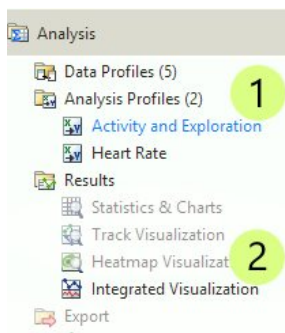 Analysis
Data Profiles (5)
1
Analysis Profiles (2)
Activity and Exploration
Heart Rate
Results
Statistics & Charts
Track Visualization
Heatmap Visualizat
2
Integrated Visualization
Export